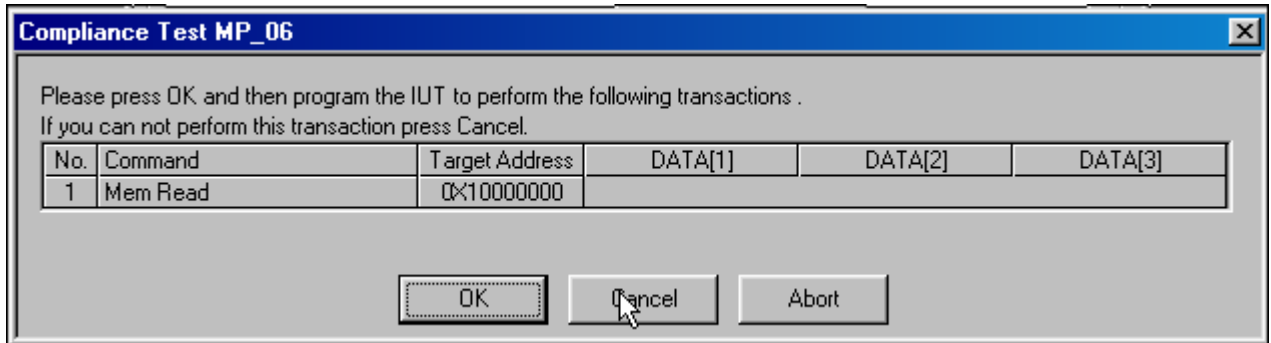 Compliance Test MP_06
Please press OK and then program the IUT to perform the following transactions .
If you can not perform this transaction press Cancel.
No. Command Target Address DATA[1] DATA[2] DATA[3]
1 Mem Read 0X10000000
OK Cancel Abort